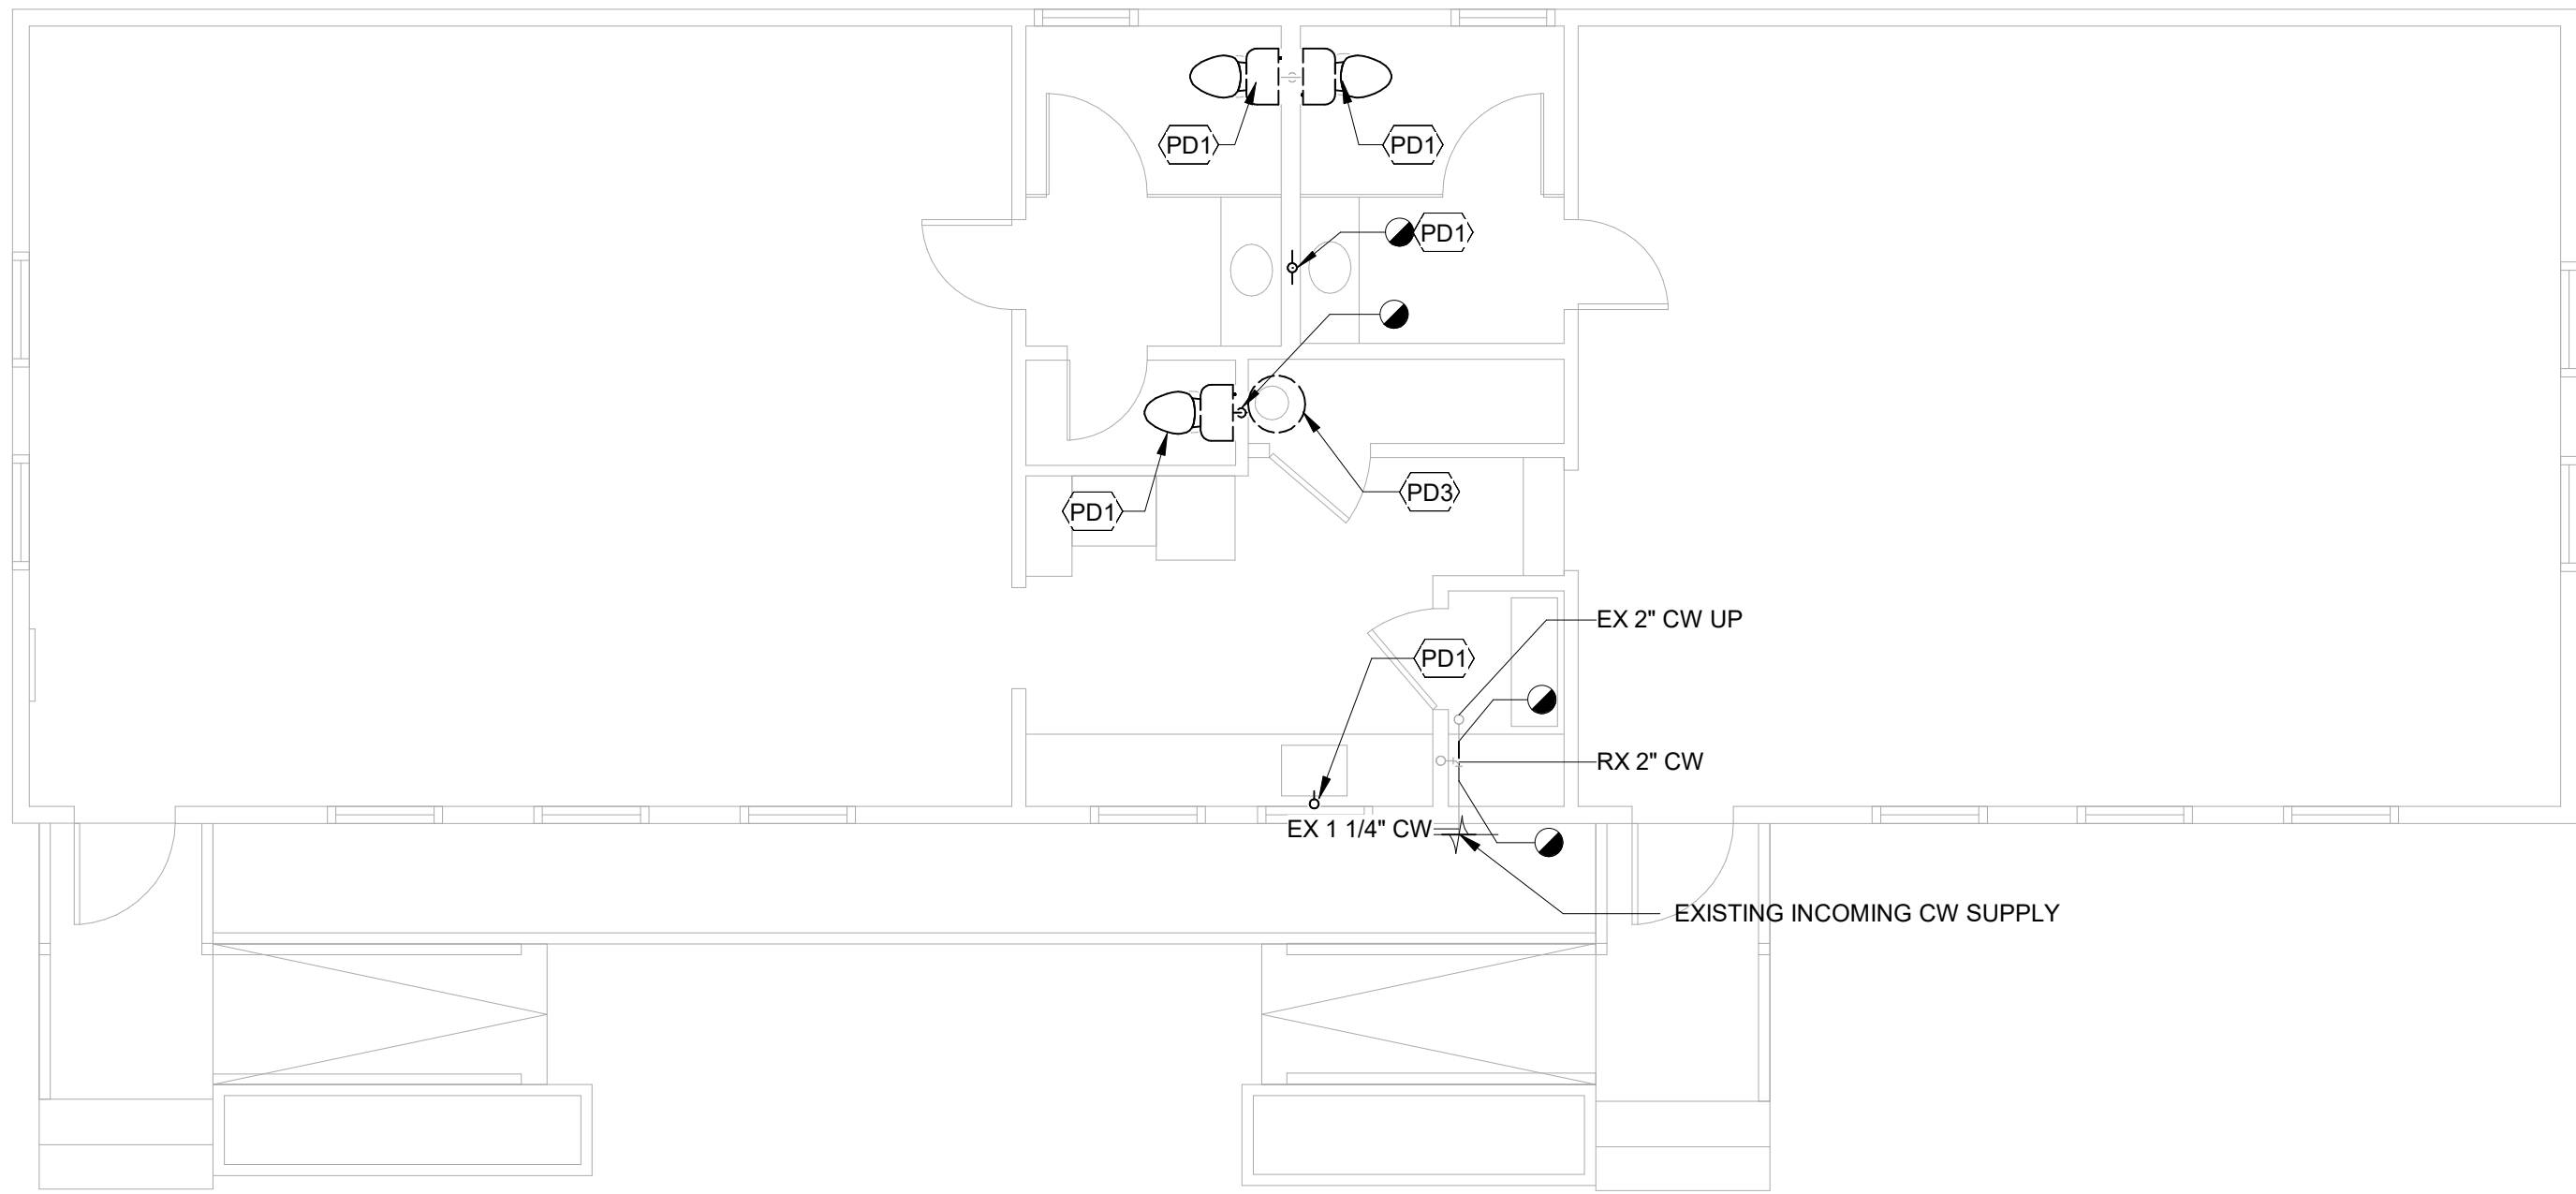 PD1
PD1
PD1
PD3
PD1
EX 2" CW UP
PD1
RX 2" CW
EX 1 1/4" CW
EXISTING INCOMING CW SUPPLY